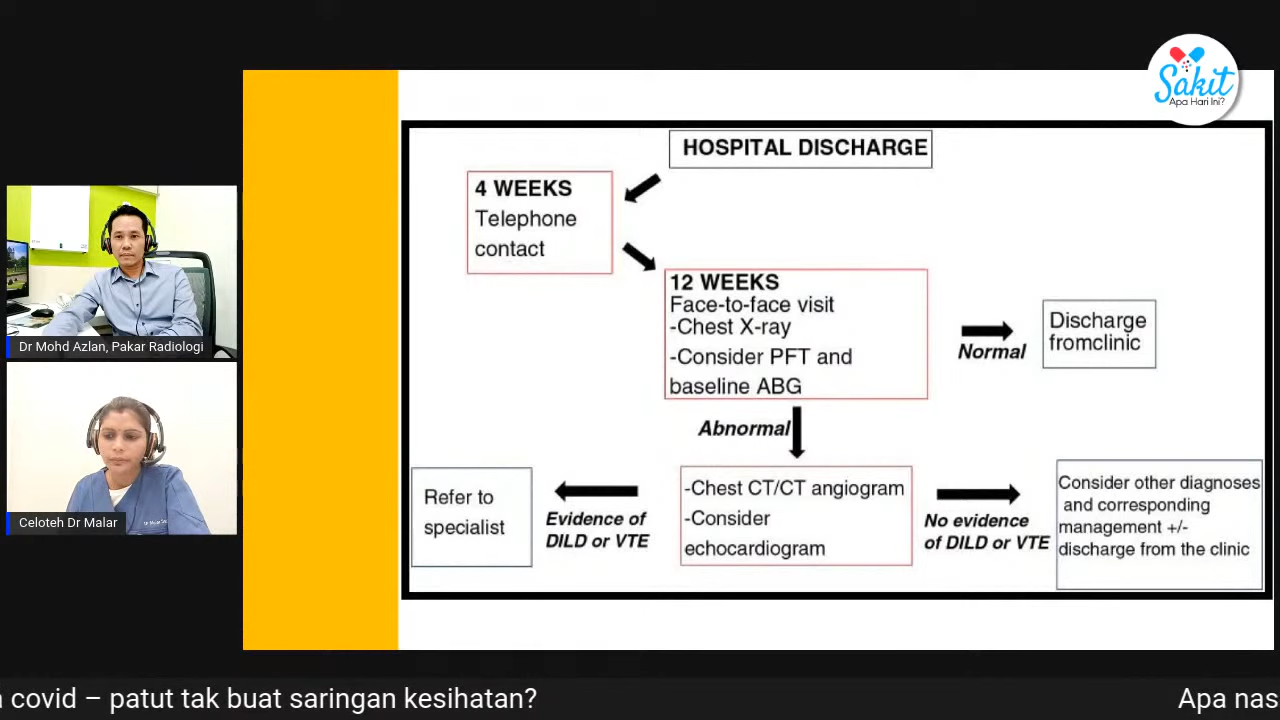 Sakit
Apa Hari Ini?
HOSPITAL DISCHARGE
4 WEEKS
Telephone
contact
12 WEEKS
Face-to-face visit
-Chest X-ray
-Consider PFT and
baseline ABG
Normal
Discharge
fromclinic
Abnormal
-Chest CT/CT angiogram
-Consider
echocardiogram
Evidence of
DILD or VTE
Refer to
specialist
No evidence
of DILD or VTE
Consider other diagnoses
and corresponding
management +/-
discharge from the clinic
Dr Mohd Azlan, Pakar Radiologi
Celoteh Dr Malar
a covid – patut tak buat saringan kesihatan?
Apa nas